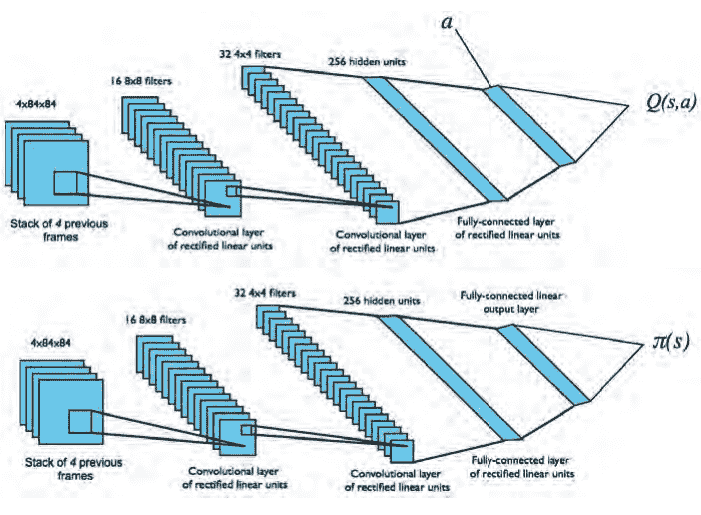 a
32 4x4 filters
256 hidden units
16 8x8 filters
4x84x84
Q(s,a)
Stack of 4 previous
frames
Convolutional layer
of rectified linear units
Convolutional layer
of rectified linear units
Fully-connected layer
of rectified linear units
32 4x4 filters
256 hidden units
Fully-connected linear
output layer
16 8x8 filters
4x84x84
π(s)
Stack of 4 previous
frames
Convolutional layer
of rectified linear units
Convolutional layer
of rectified linear units
Fully-connected layer
of rectified linear units